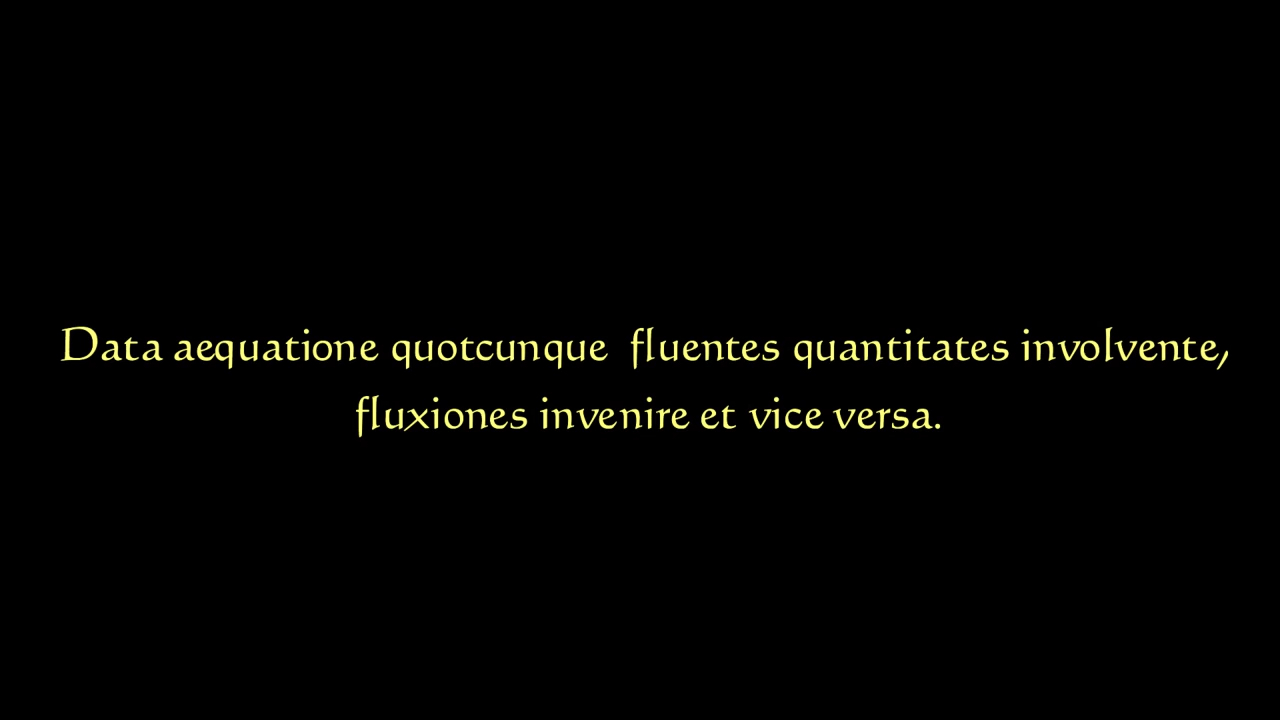 Data aequatione quotcunque fluentes quantitates involvente,
fluxiones invenire et vice versa.